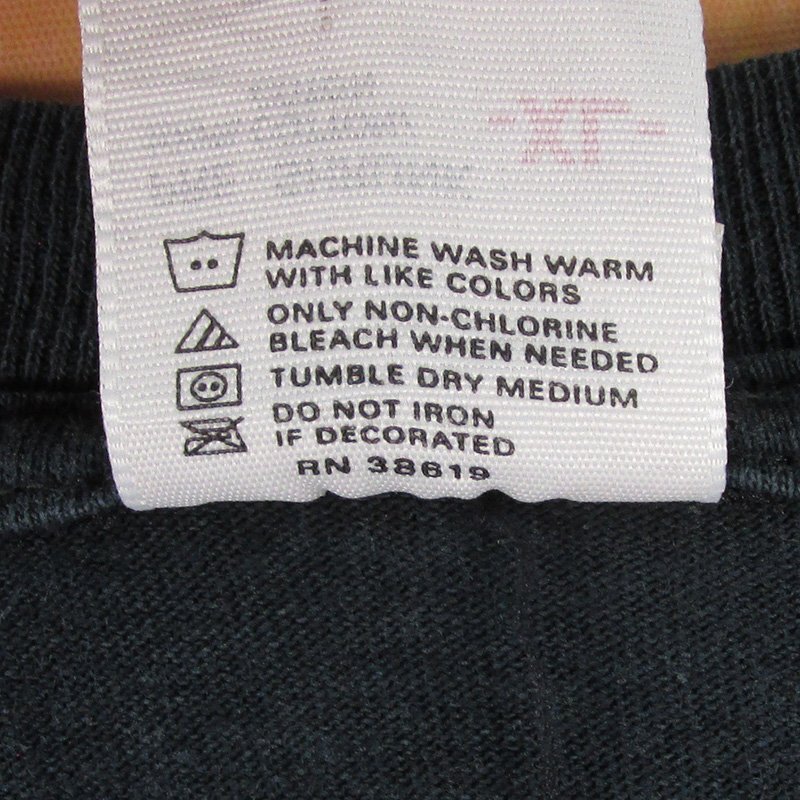 MACHINE WASH WARM
WITH LIKE COLORS
ONLY NON-CHLORINE
BLEACH WHEN NEEDED
TUMBLE DRY MEDIUM
DO NOT IRON
IF DECORATED
RN 38619